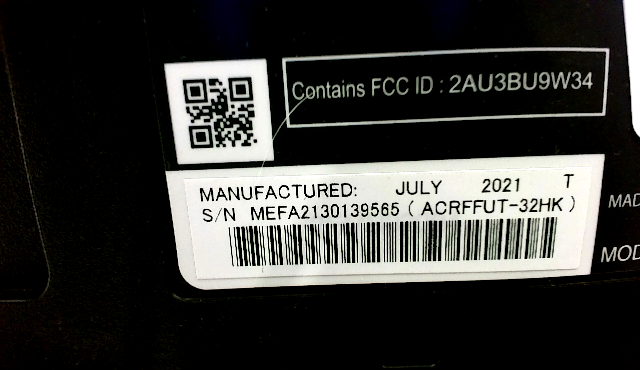 Contains FCC ID : 2AU3BU9W34
MANUFACTURED: JULY 2021 T
S/N MEFA2130139565 ( ACRFFUT-32HK )